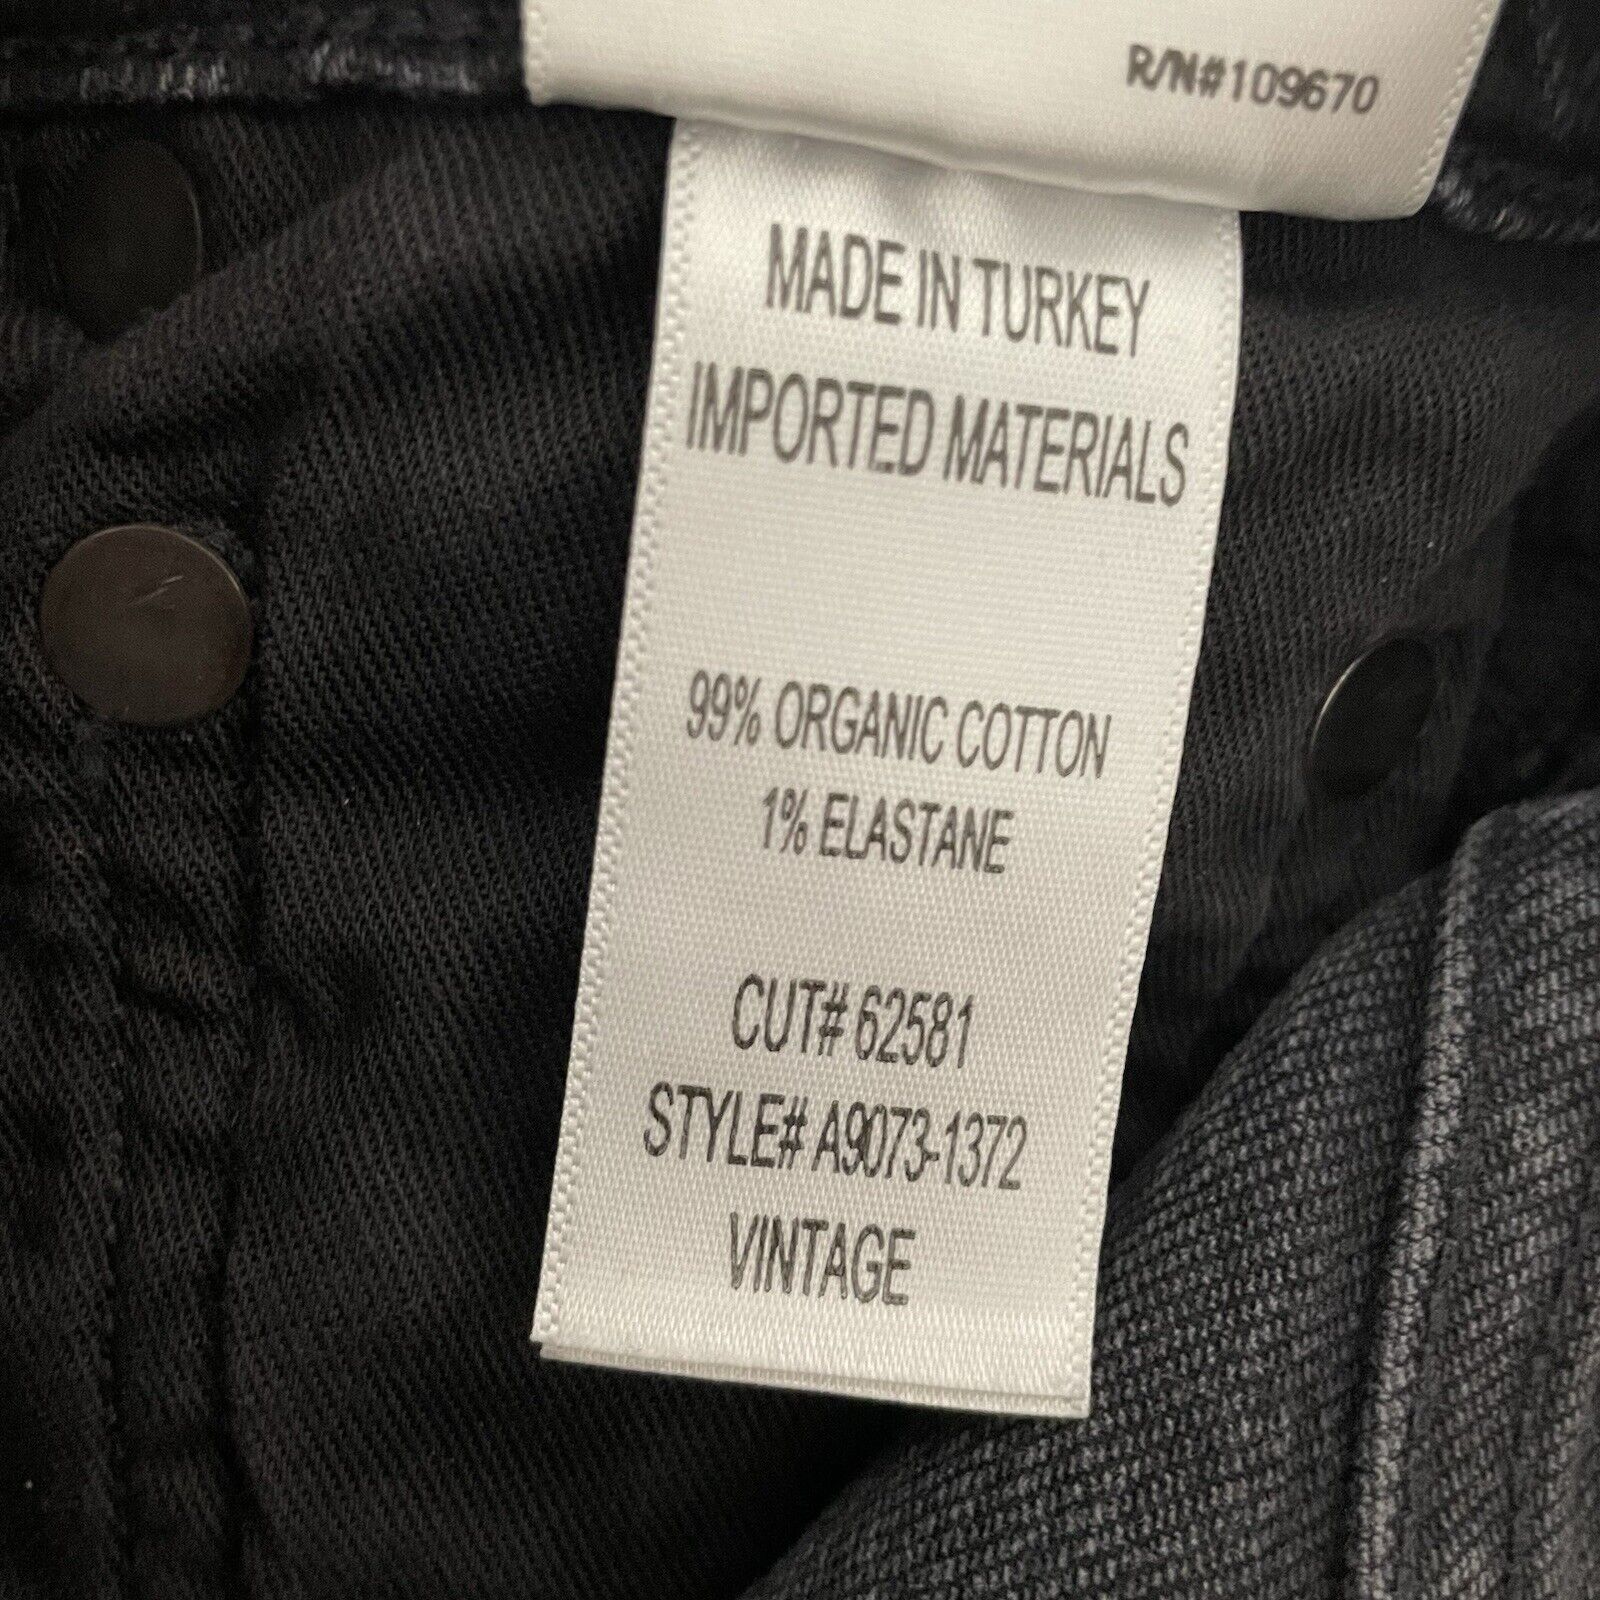 R/N#109670
MADE IN TURKEY
IMPORTED MATERIALS
99% ORGANIC COTTON
1% ELASTANE
CUT# 62581
STYLE# A9073-1372
VINTAGE